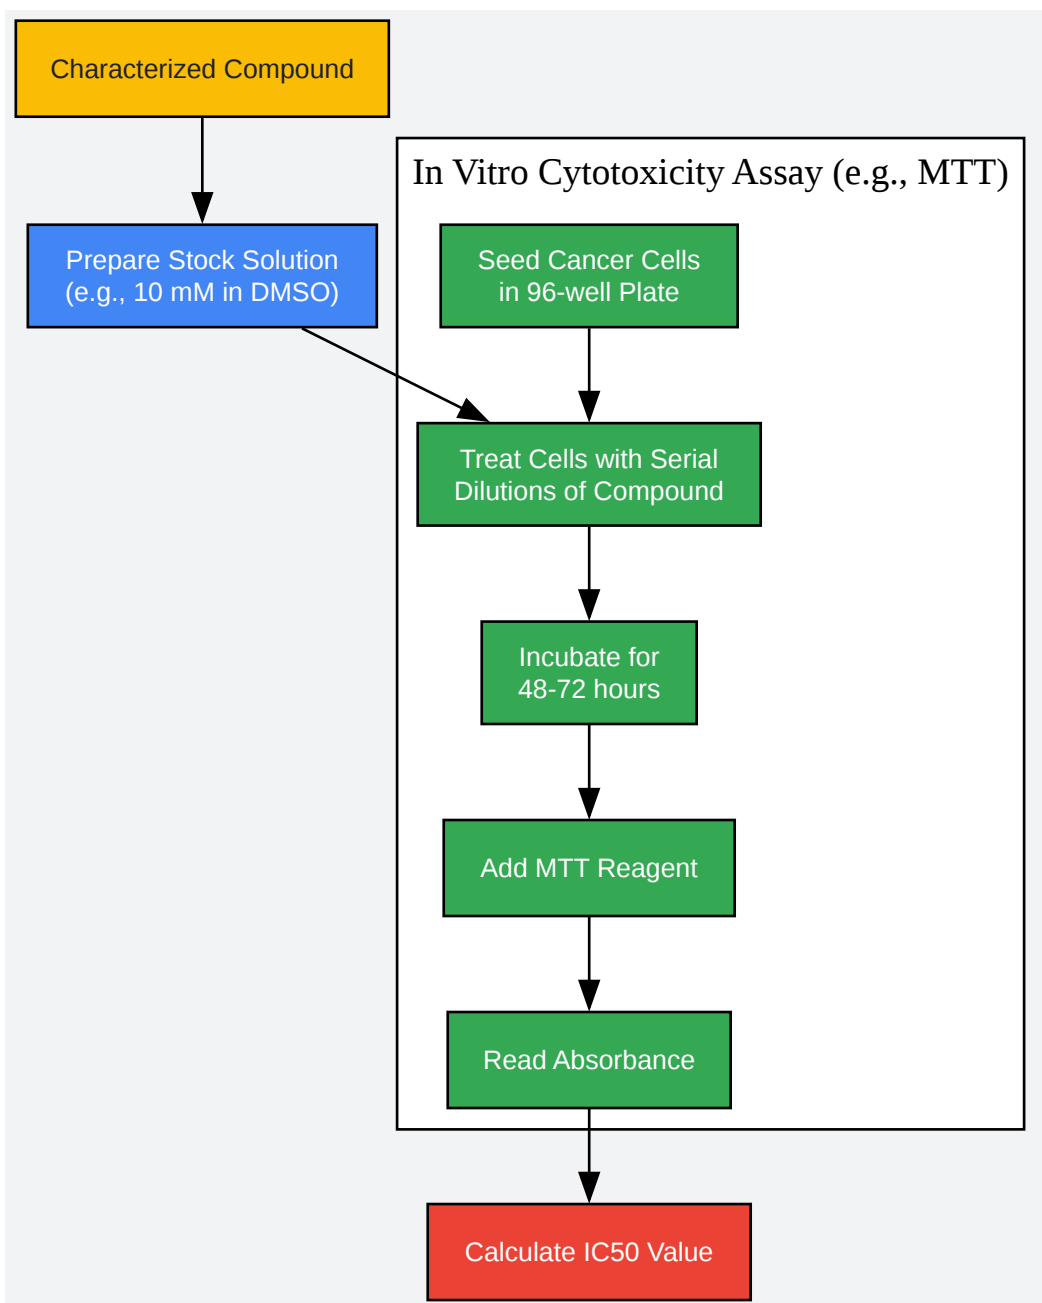 Characterized Compound
In Vitro Cytotoxicity Assay (e.g., MTT)
Prepare Stock Solution
(e.g., 10 mM in DMSO)
Seed Cancer Cells
in 96-well Plate
Treat Cells with Serial
Dilutions of Compound
Incubate for
48-72 hours
Add MTT Reagent
Read Absorbance
Calculate IC50 Value